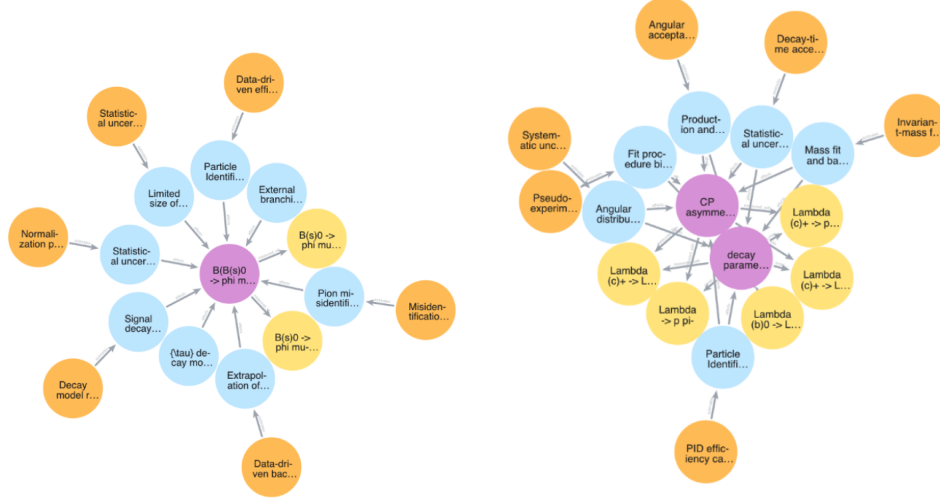 Data-dri-
ven effi...
Statistic-
al uncer...
Particle
Identifi...
Limited
size of...
External
branchi...
Normali-
zation p...
B(s)0 ->
phi mu...
Statistic-
al uncer...
B(B(s)0
-> phi m...
Pion mi-
sidentifi...
Misiden-
tificatio...
Signal
decay...
B(s)0 ->
phi mu-...
{\tau} de-
cay mo...
Extrapol-
ation of...
Decay
model r...
Data-dri-
ven bac...
Angular
accepta...
Decay-ti-
me acce...
Product-
ion and...
Invarian-
t-mass f...
System-
atic unc...
Statistic-
al uncer...
Fit proc-
edure bi...
Mass fit
and ba...
Pseudo-
experim...
CP
asymme...
Angular
distribu...
Lambda
(c)+ -> p...
decay
parame...
Lambda
(c)+ -> L...
Lambda
(c)+ -> L...
Lambda
-> p pi-
Lambda
(b)0 -> L...
Particle
Identifi...
PID effic-
iency ca...